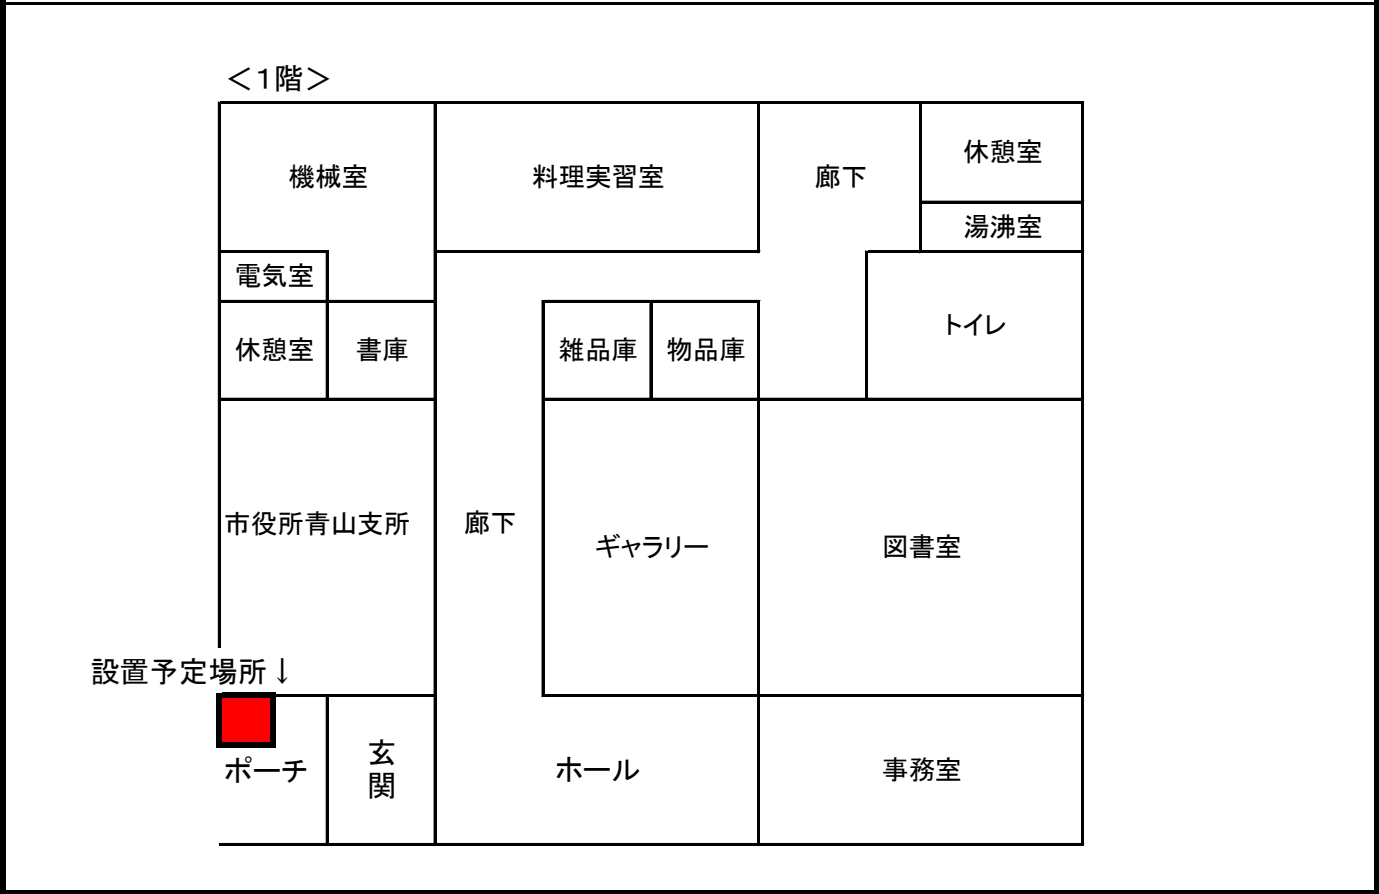 ＜１階＞
機械室
料理実習室
廊下
休憩室
湯沸室
電気室
トイレ
休憩室
書庫
雑品庫
物品庫
市役所青山支所
廊下
ギャラリー
図書室
設置予定場所↓
ポーチ
玄
関
ホール
事務室